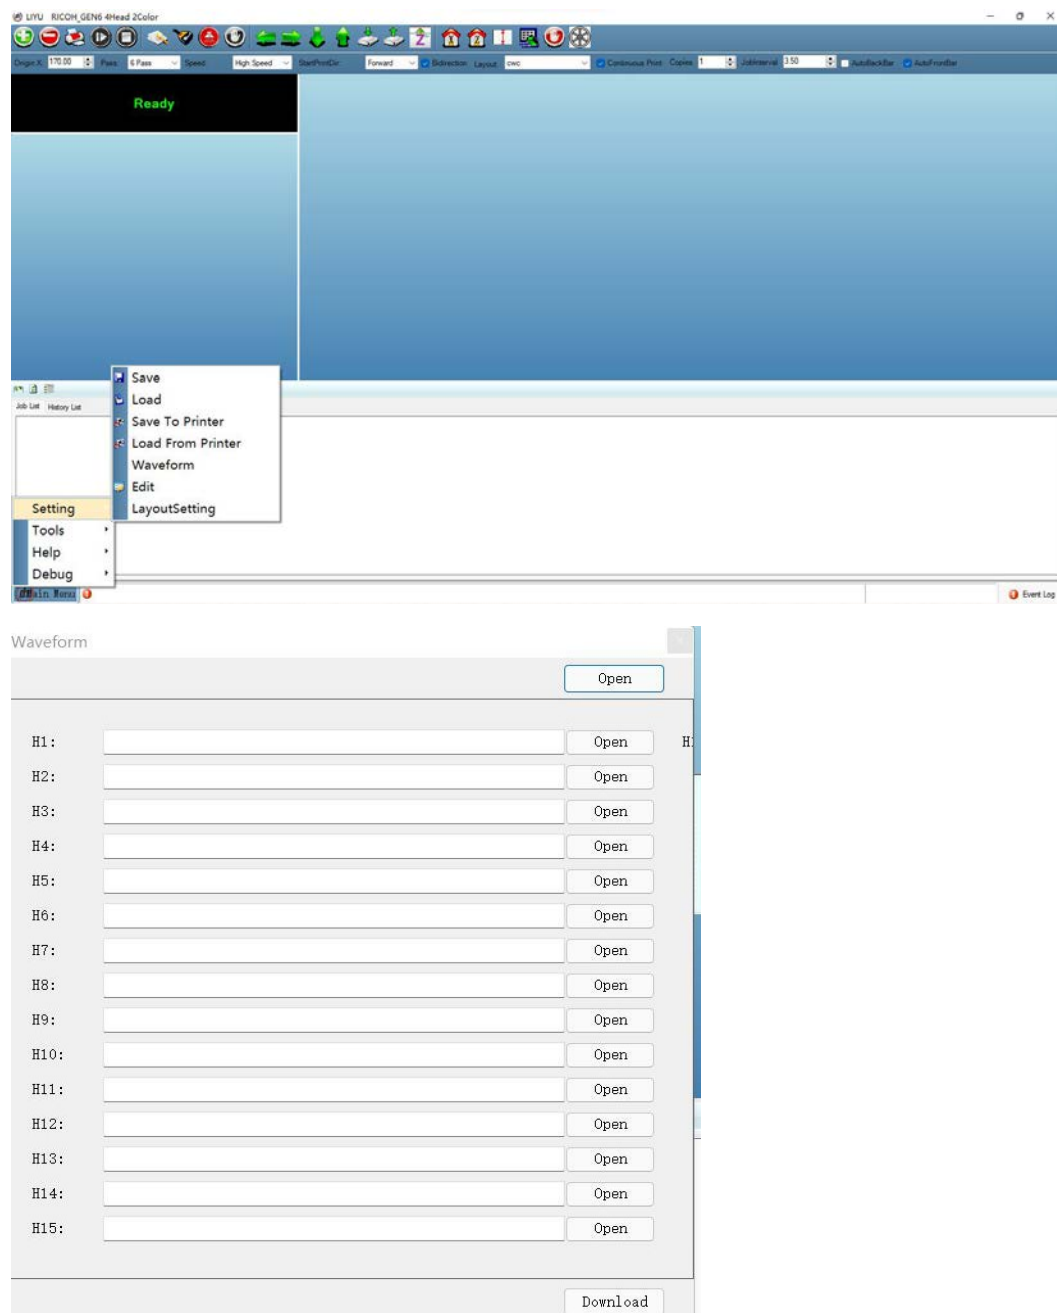 LIYU RICOH_GEN6 4Head 2Color
Origin X: 170.00 Pass: 6 Pass Speed: High Speed StartPrintDir: Forward Bidirection Layout: cwc Continuous Print Copies: 1 JobInterval: 3.50 AutoBackBar AutoFrontBar
Ready
Job List History List
Save
Load
Save To Printer
Load From Printer
Waveform
Edit
LayoutSetting
Setting
Tools
Help
Debug
Main Menu
Event Log
Waveform
Open
H1: Open
H2: Open
H3: Open
H4: Open
H5: Open
H6: Open
H7: Open
H8: Open
H9: Open
H10: Open
H11: Open
H12: Open
H13: Open
H14: Open
H15: Open
Download